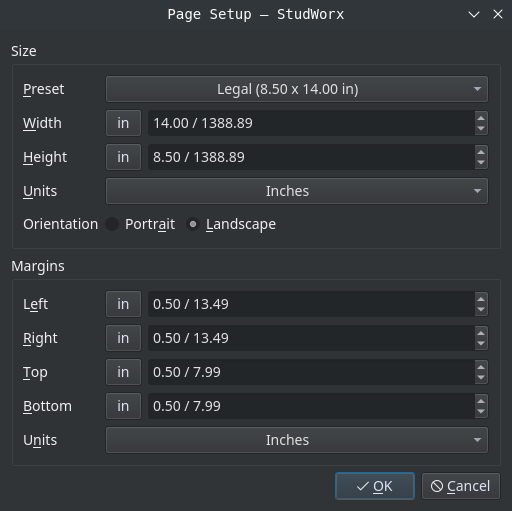 Page Setup — StudWorx
Size
Preset Legal (8.50 x 14.00 in)
Width in 14.00 / 1388.89
Height in 8.50 / 1388.89
Units Inches
Orientation Portrait Landscape
Margins
Left in 0.50 / 13.49
Right in 0.50 / 13.49
Top in 0.50 / 7.99
Bottom in 0.50 / 7.99
Units Inches
OK Cancel